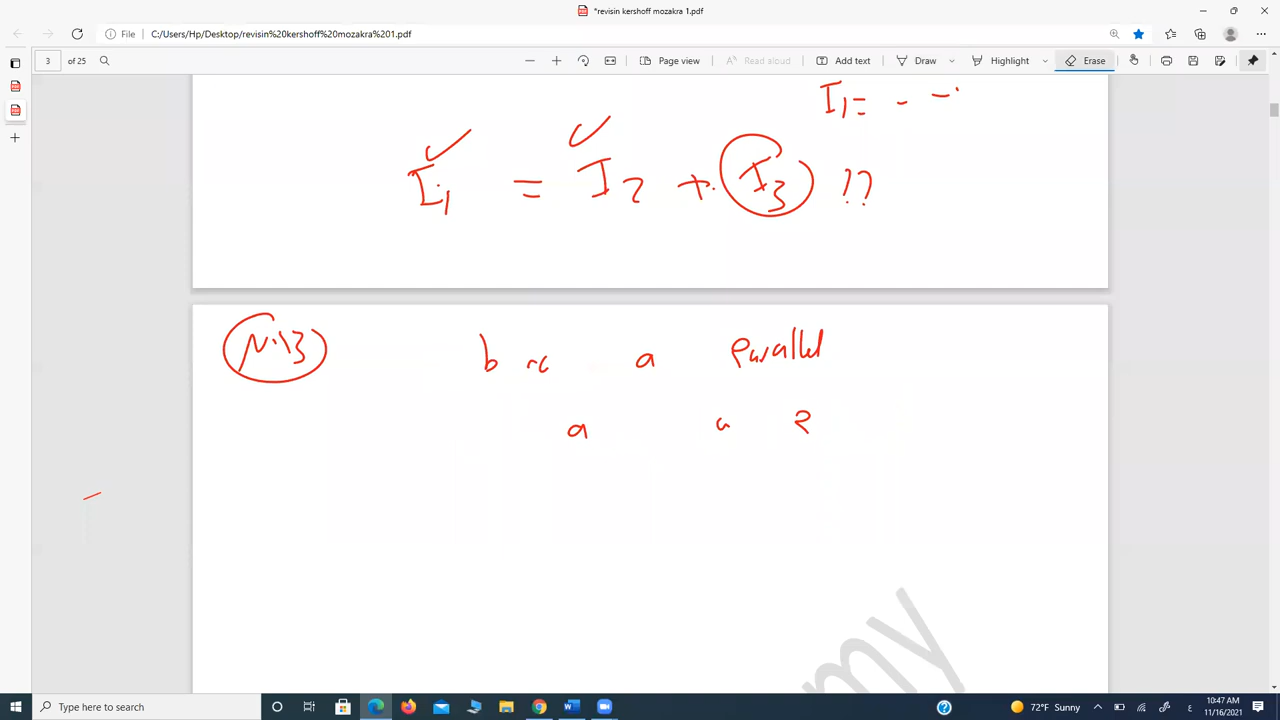 *revisin kershoff mozakra 1.pdf
File C:/Users/Hp/Desktop/revisin%20kershoff%20mozakra%201.pdf
3 of 25 Page view Read aloud Add text Draw Highlight Erase
I1 = - -
I1 = I2 + I3 !?
b rc a parallel
a a 2
my
Type here to search
72°F Sunny
10:47 AM
11/16/2021